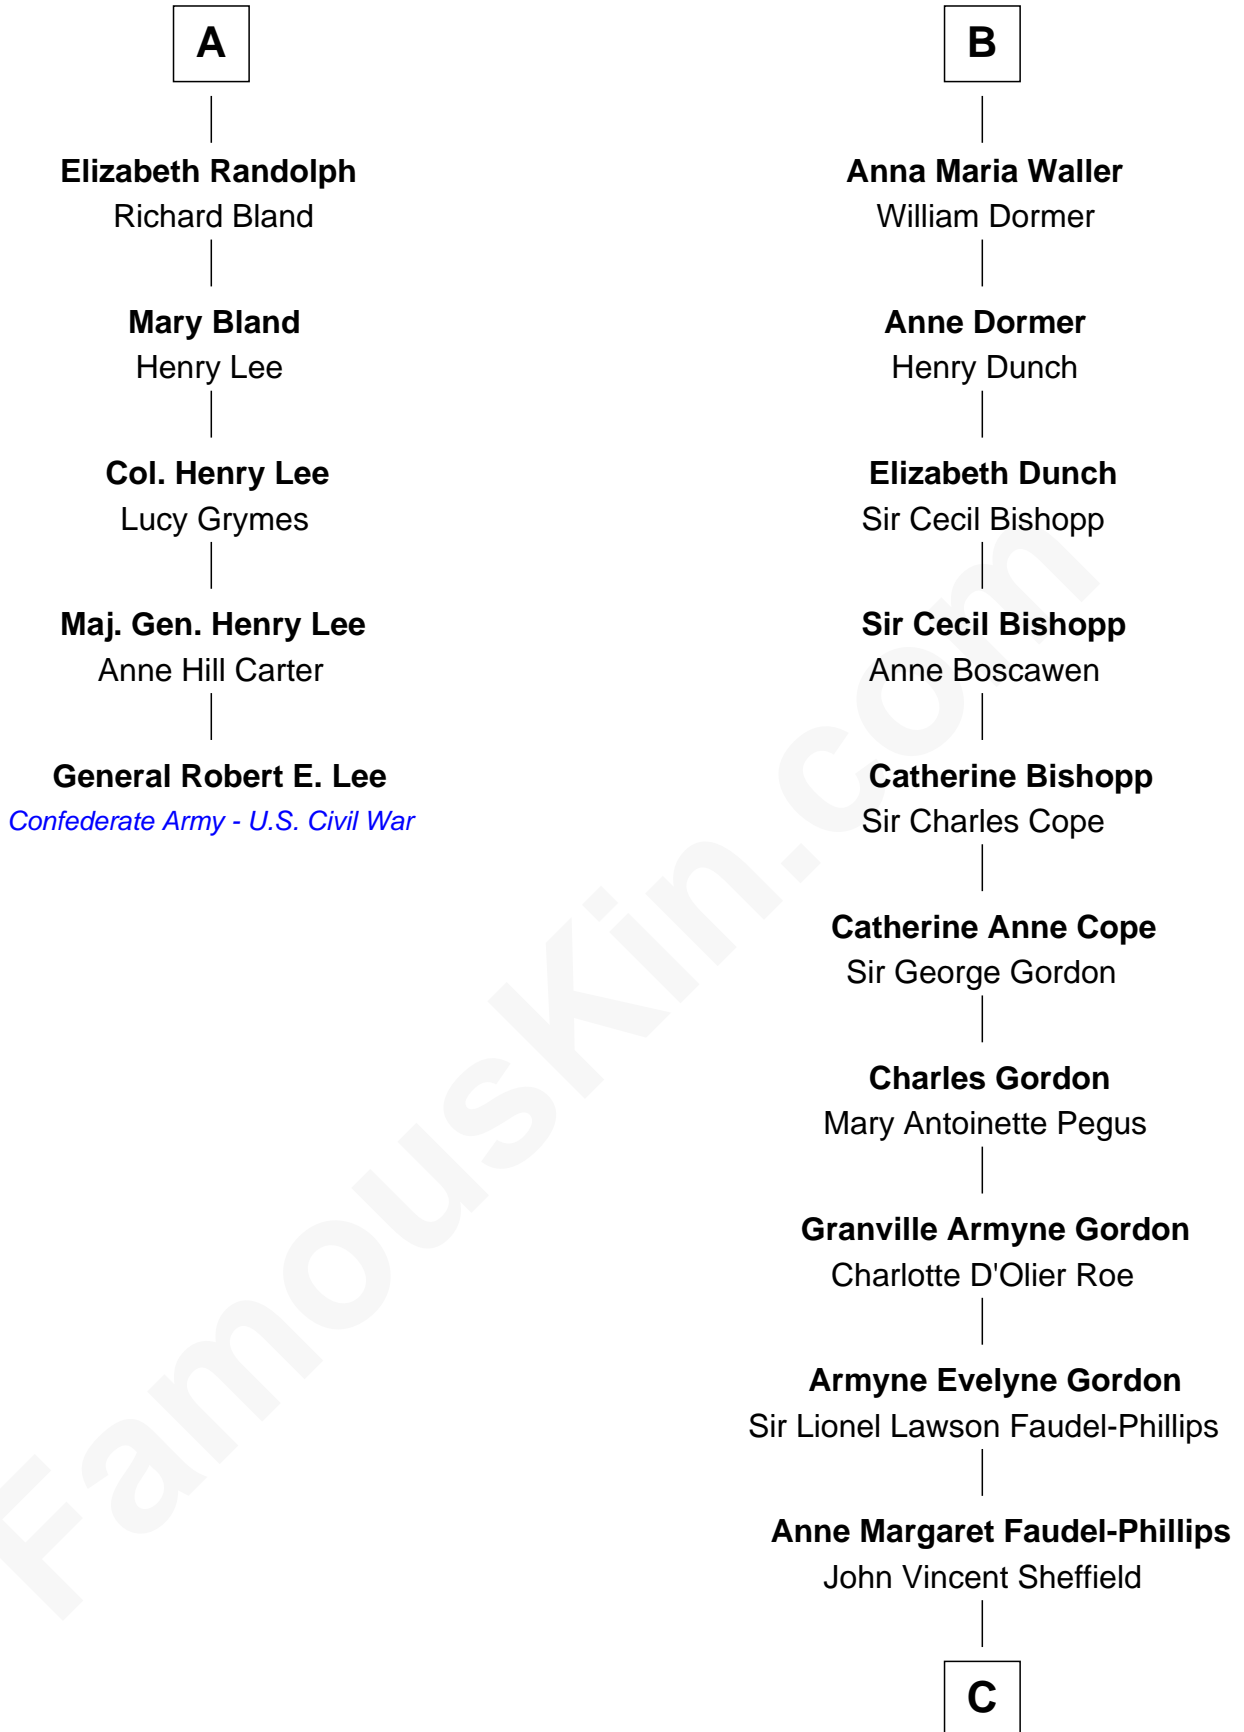 A
Elizabeth Randolph
Richard Bland
Mary Bland
Henry Lee
Col. Henry Lee
Lucy Grymes
Maj. Gen. Henry Lee
Anne Hill Carter
General Robert E. Lee
Confederate Army - U.S. Civil War
B
Anna Maria Waller
William Dormer
Anne Dormer
Henry Dunch
Elizabeth Dunch
Sir Cecil Bishopp
Sir Cecil Bishopp
Anne Boscawen
Catherine Bishopp
Sir Charles Cope
Catherine Anne Cope
Sir George Gordon
Charles Gordon
Mary Antoinette Pegus
Granville Armyne Gordon
Charlotte D'Olier Roe
Armyne Evelyne Gordon
Sir Lionel Lawson Faudel-Phillips
Anne Margaret Faudel-Phillips
John Vincent Sheffield
C
FamousKin.com